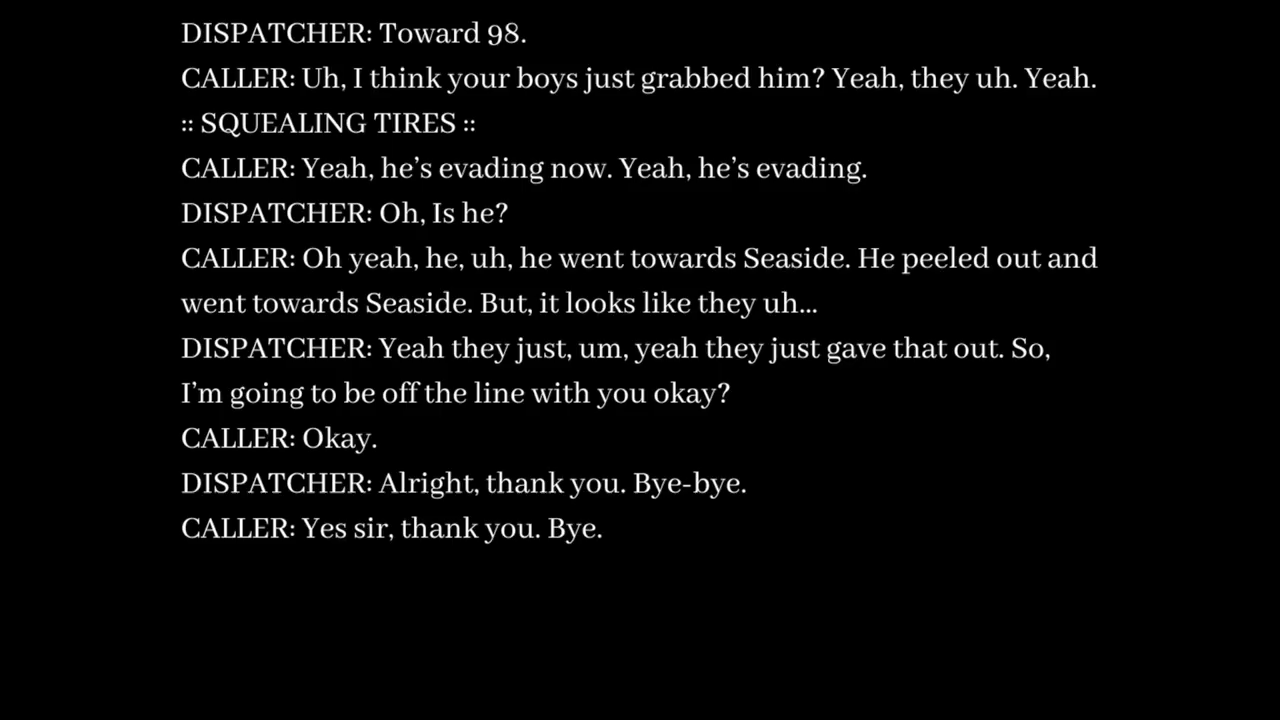 DISPATCHER: Toward 98.
CALLER: Uh, I think your boys just grabbed him? Yeah, they uh. Yeah.
:: SQUEALING TIRES ::
CALLER: Yeah, he’s evading now. Yeah, he’s evading.
DISPATCHER: Oh, Is he?
CALLER: Oh yeah, he, uh, he went towards Seaside. He peeled out and
went towards Seaside. But, it looks like they uh...
DISPATCHER: Yeah they just, um, yeah they just gave that out. So,
I’m going to be off the line with you okay?
CALLER: Okay.
DISPATCHER: Alright, thank you. Bye-bye.
CALLER: Yes sir, thank you. Bye.